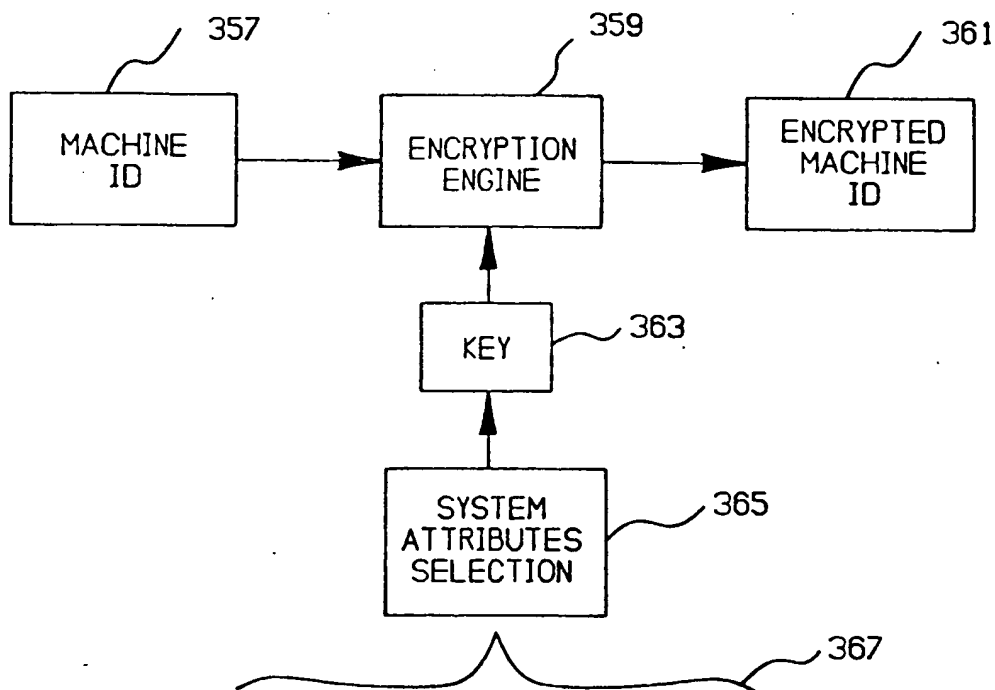 357
359
361
MACHINE
ID
ENCRYPTION
ENGINE
ENCRYPTED
MACHINE
ID
KEY
363
SYSTEM
ATTRIBUTES
SELECTION
365
367